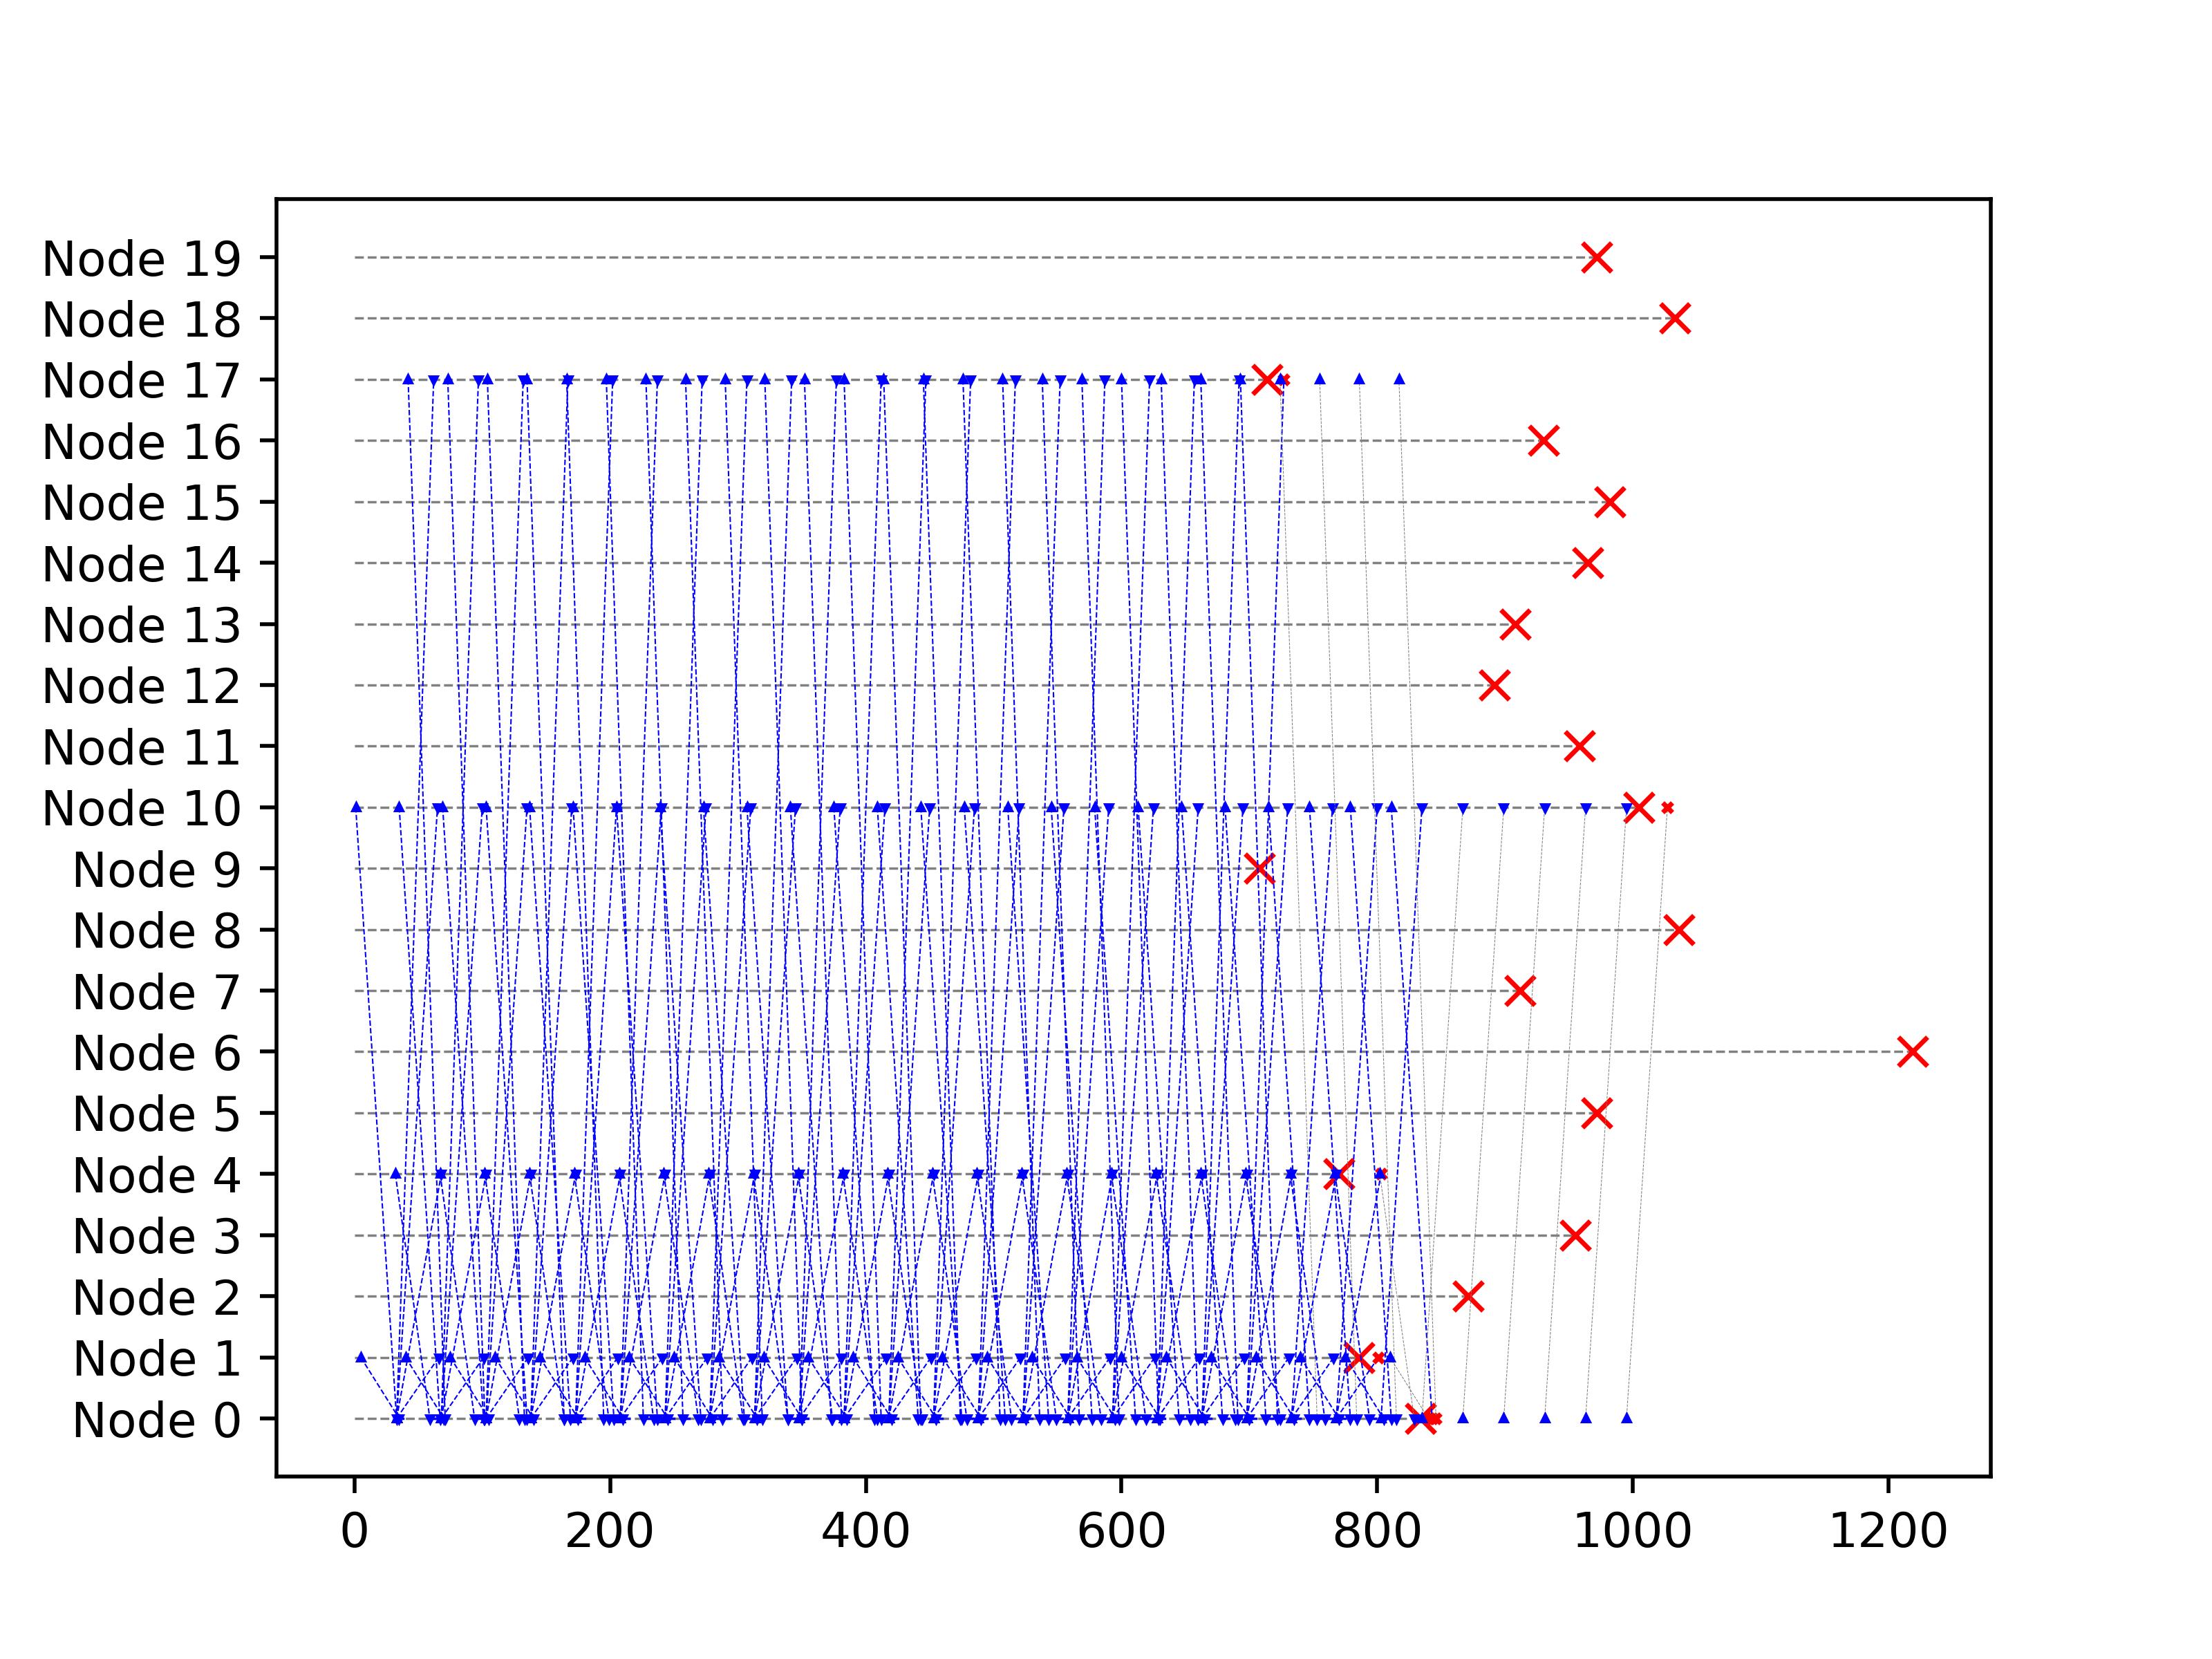 Node 19
Node 18
Node 17
Node 16
Node 15
Node 14
Node 13
Node 12
Node 11
Node 10
Node 9
Node 8
Node 7
Node 6
Node 5
Node 4
Node 3
Node 2
Node 1
Node 0
0 200 400 600 800 1000 1200